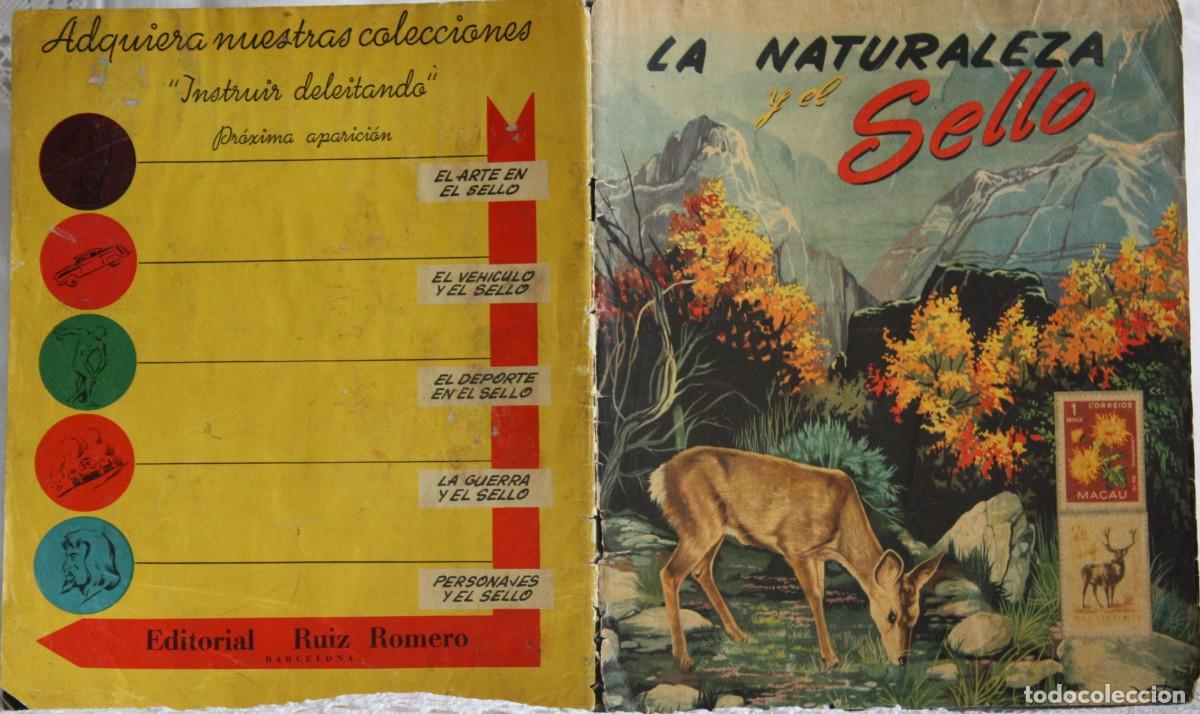 Adquiera nuestras colecciones
"Instruir deleitando"
Próxima aparición
EL ARTE EN
EL SELLO
EL VEHICULO
Y EL SELLO
EL DEPORTE
EN EL SELLO
LA GUERRA
Y EL SELLO
PERSONAJES
Y EL SELLO
Editorial Ruiz Romero
BARCELONA
LA NATURALEZA
y el
Sello
1
CORREIOS
MACAU
todocoleccion